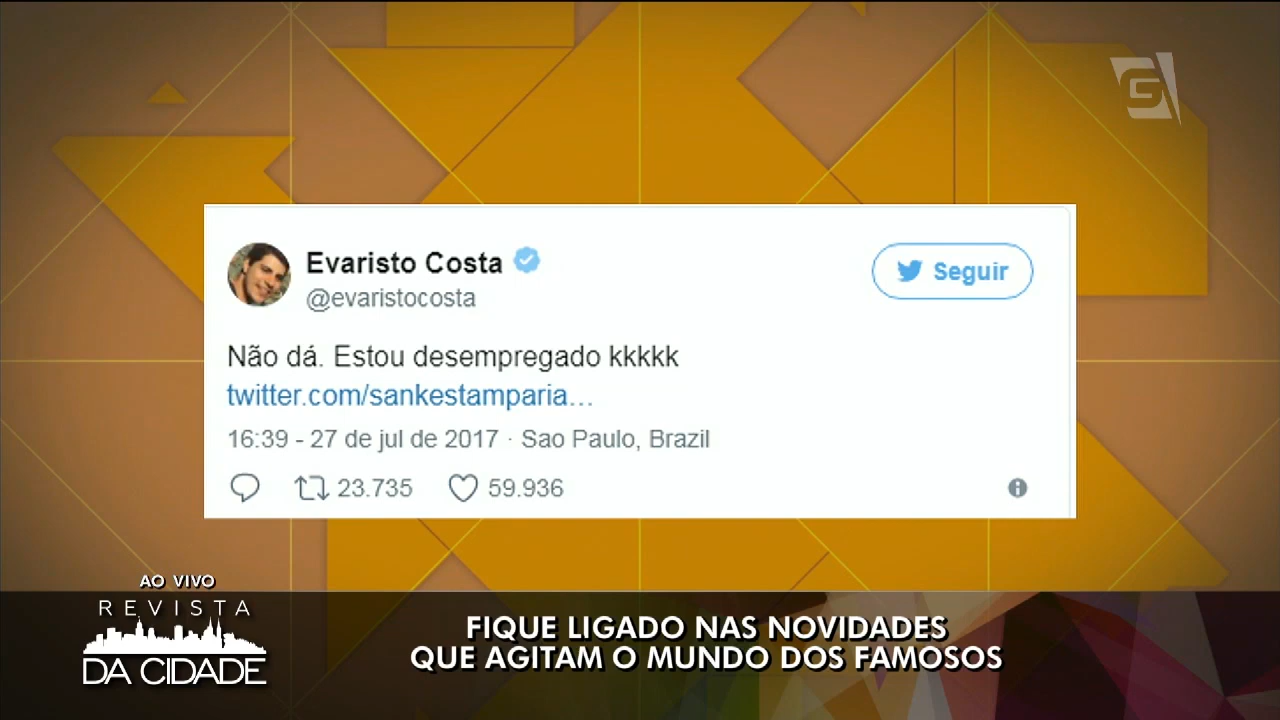 G
Evaristo Costa
@evaristocosta
Seguir
Não dá. Estou desempregado kkkkk
twitter.com/sankestamparia...
16:39 - 27 de jul de 2017 · Sao Paulo, Brazil
23.735 59.936
AO VIVO
REVISTA
DA CIDADE
FIQUE LIGADO NAS NOVIDADES
QUE AGITAM O MUNDO DOS FAMOSOS